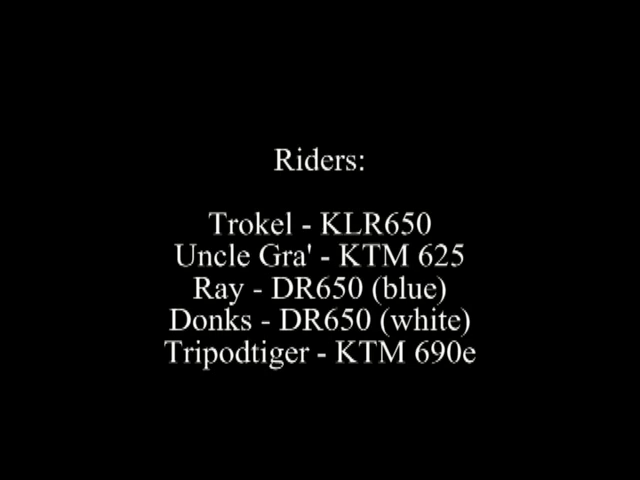 Riders:
Trokel - KLR650
Uncle Gra' - KTM 625
Ray - DR650 (blue)
Donks - DR650 (white)
Tripodtiger - KTM 690e